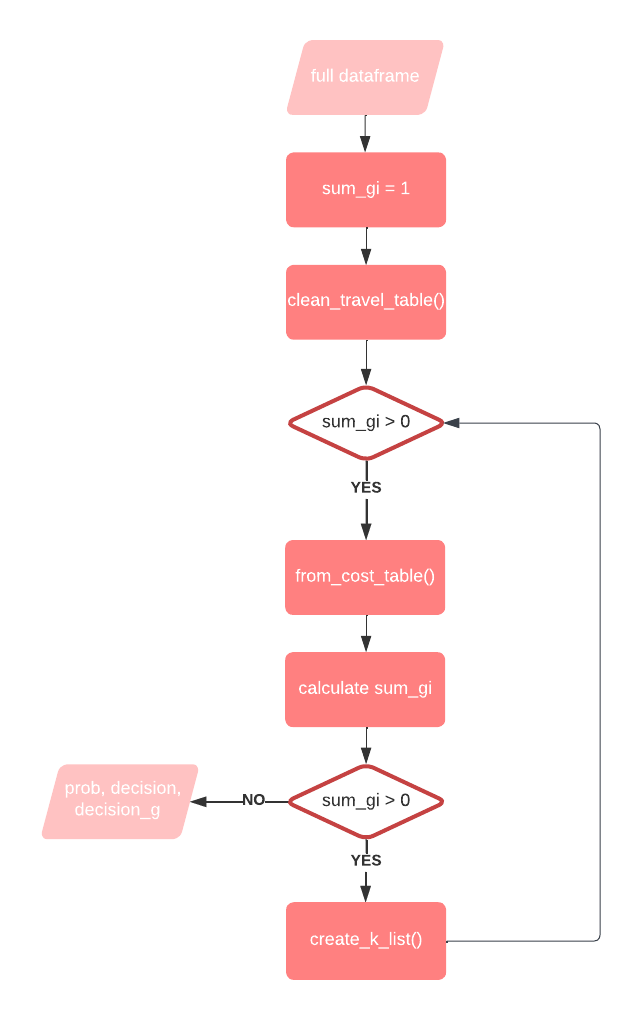 full dataframe
sum_gi = 1
clean_travel_table()
sum_gi > 0
YES
from_cost_table()
calculate sum_gi
sum_gi > 0
NO
prob, decision,
decision_g
YES
create_k_list()